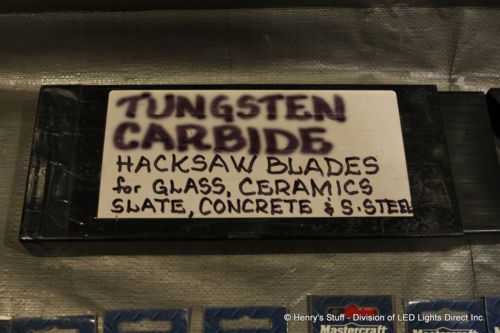 TUNGSTEN
CARBIDE
HACKSAW BLADES
for GLASS, CERAMICS
SLATE, CONCRETE & S·STEEL
© Henry's Stuff - Division of LED Lights Direct Inc.
Mastercraft
Mastercraft